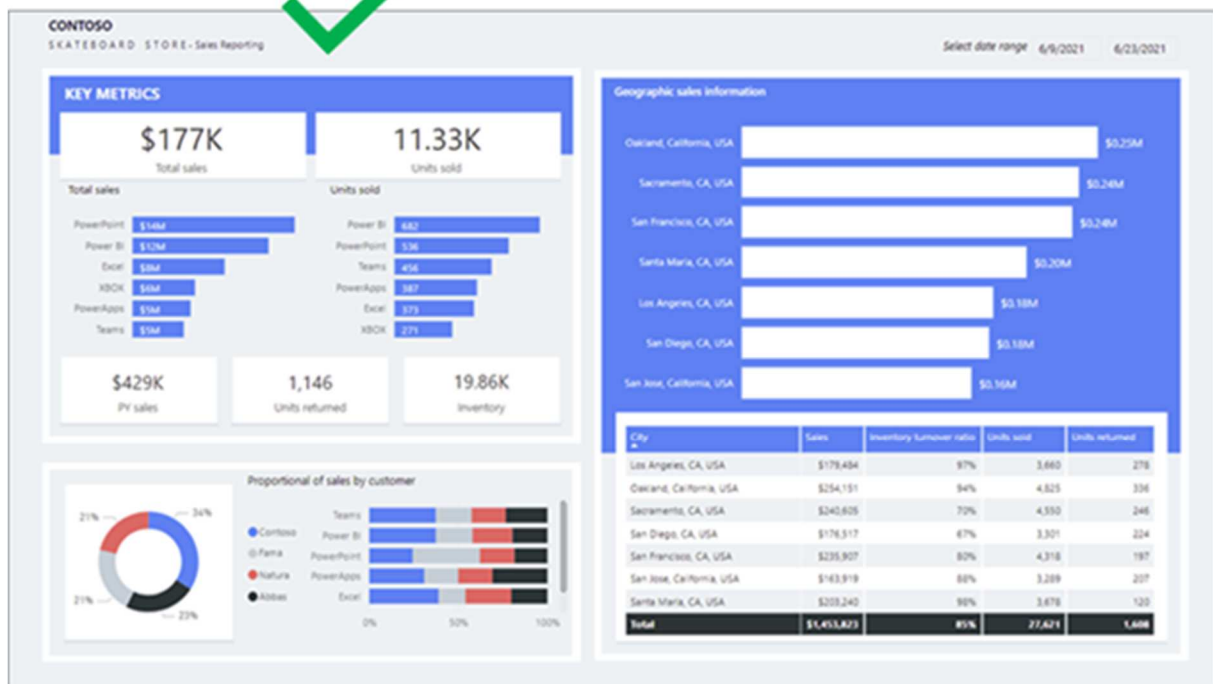 CONTOSO
SKATEBOARD STORE- Sales Reporting
Select date range 6/9/2021 6/23/2021
KEY METRICS
$177K
Total sales
11.33K
Units sold
Total sales
PowerPoint $14M
Power BI $12M
Excel $8M
XBOX $6M
PowerApps $5M
Teams $5M
Units sold
Power BI 682
PowerPoint 536
Teams 456
PowerApps 387
Excel 373
XBOX 271
$429K
PY sales
1,146
Units returned
19.86K
Inventory
Proportional of sales by customer
21%
34%
21%
23%
Contoso
Fama
Natura
Abbas
Teams
Power BI
PowerPoint
PowerApps
Excel
0% 50% 100%
Geographic sales information
Oakland, California, USA $0.25M
Sacramento, CA, USA $0.24M
San Francisco, CA, USA $0.24M
Santa Maria, CA, USA $0.20M
Los Angeles, CA, USA $0.18M
San Diego, CA, USA $0.18M
San Jose, California, USA $0.16M
City Sales Inventory turnover ratio Units sold Units returned
Los Angeles, CA, USA $179,484 97% 3,660 278
Oakland, California, USA $254,151 94% 4,825 336
Sacramento, CA, USA $240,605 70% 4,550 246
San Diego, CA, USA $176,517 67% 3,301 224
San Francisco, CA, USA $235,907 80% 4,318 197
San Jose, California, USA $163,919 88% 3,289 207
Santa Maria, CA, USA $203,240 98% 3,678 120
Total $1,453,823 85% 27,621 1,608